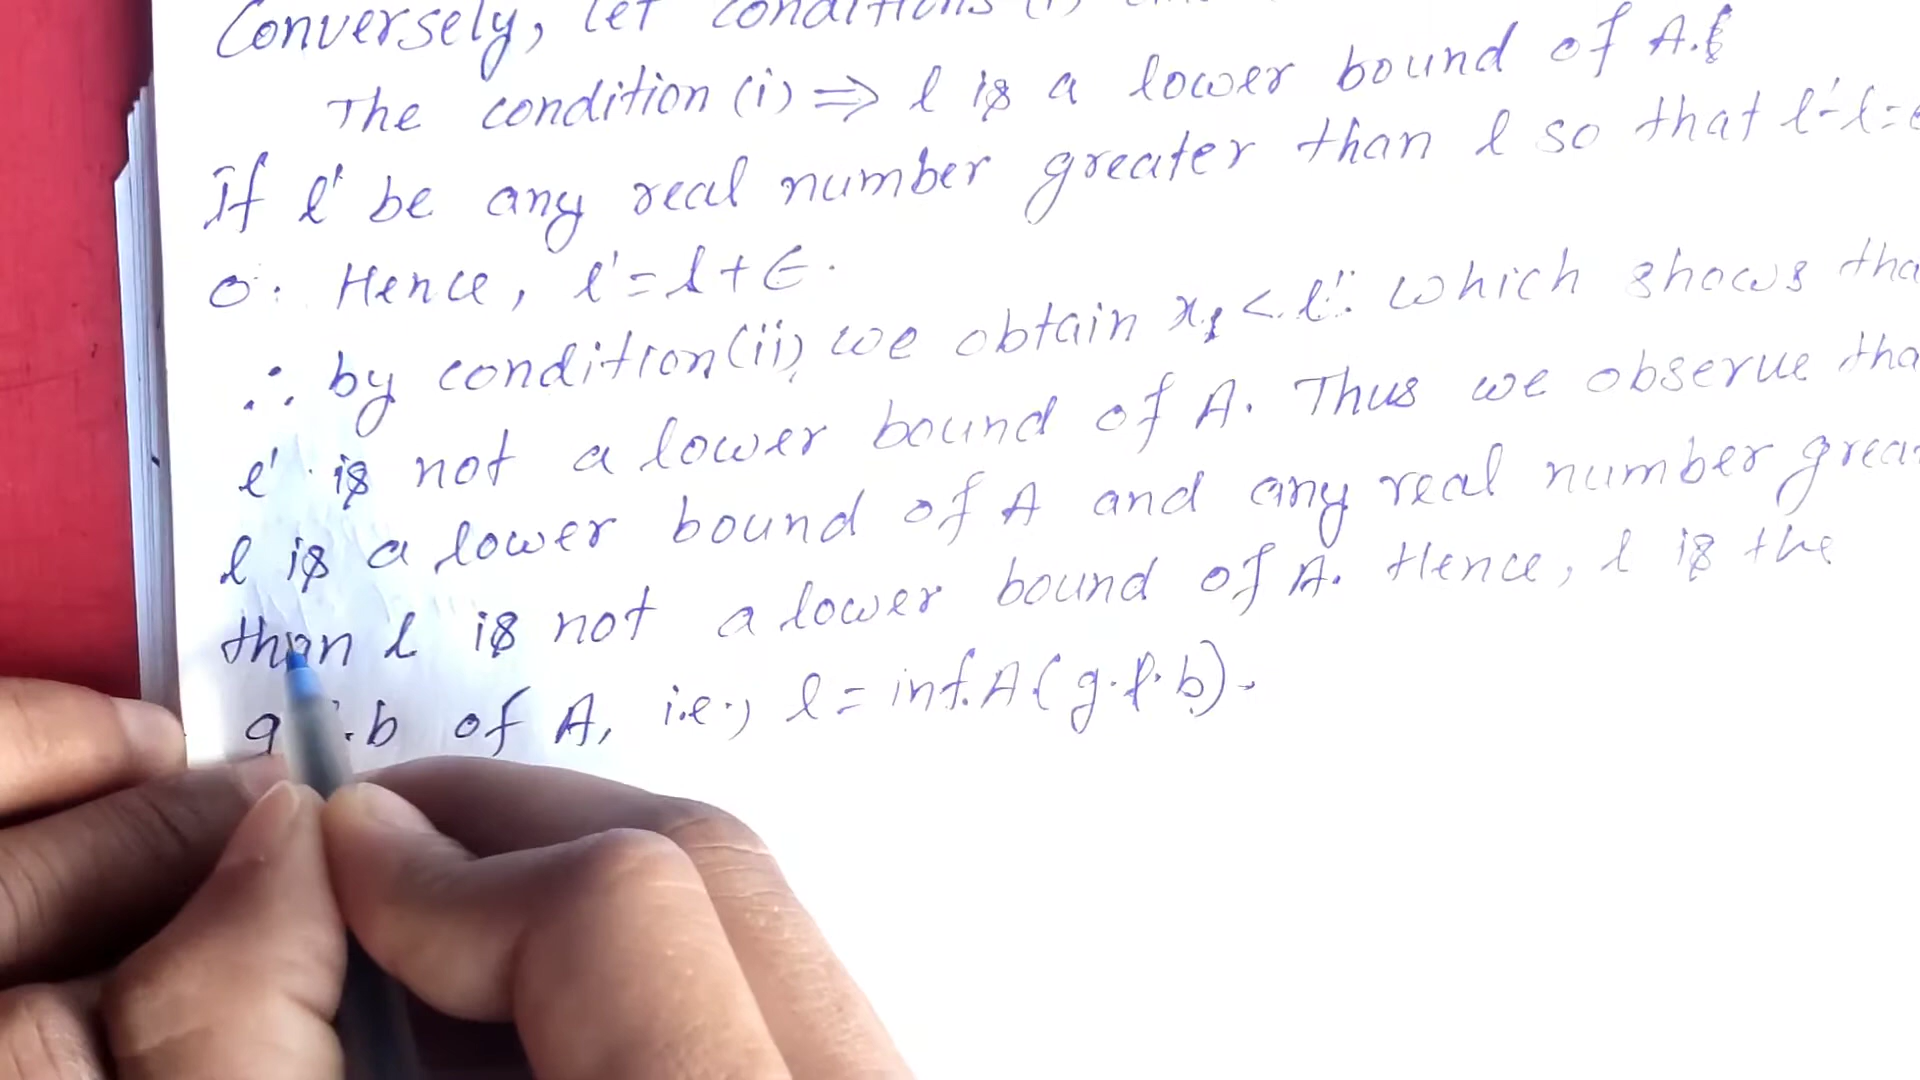 Conversely, let conditions (i)
The condition (i) ⇒ l is a lower bound of A.
If l' be any real number greater than l so that l'-l=
0. Hence, l'=l+ϵ.
∴ by condition (ii), we obtain x₁ < l'. which shows tha
l' is not a lower bound of A. Thus we observe tha
l is a lower bound of A and any real number grea
than l is not a lower bound of A. Hence, l is the
g .b of A, i.e., l = inf.A (g.l.b).